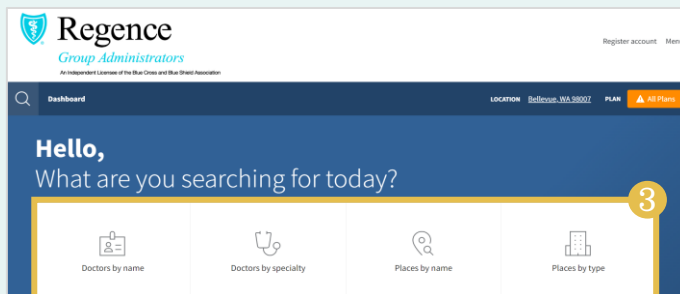 Regence
Group Administrators
An Independent Licensee of the Blue Cross and Blue Shield Association
Register account Men
Dashboard LOCATION Bellevue, WA 98007 PLAN All Plans
Hello,
What are you searching for today?
3
Doctors by name Doctors by specialty Places by name Places by type